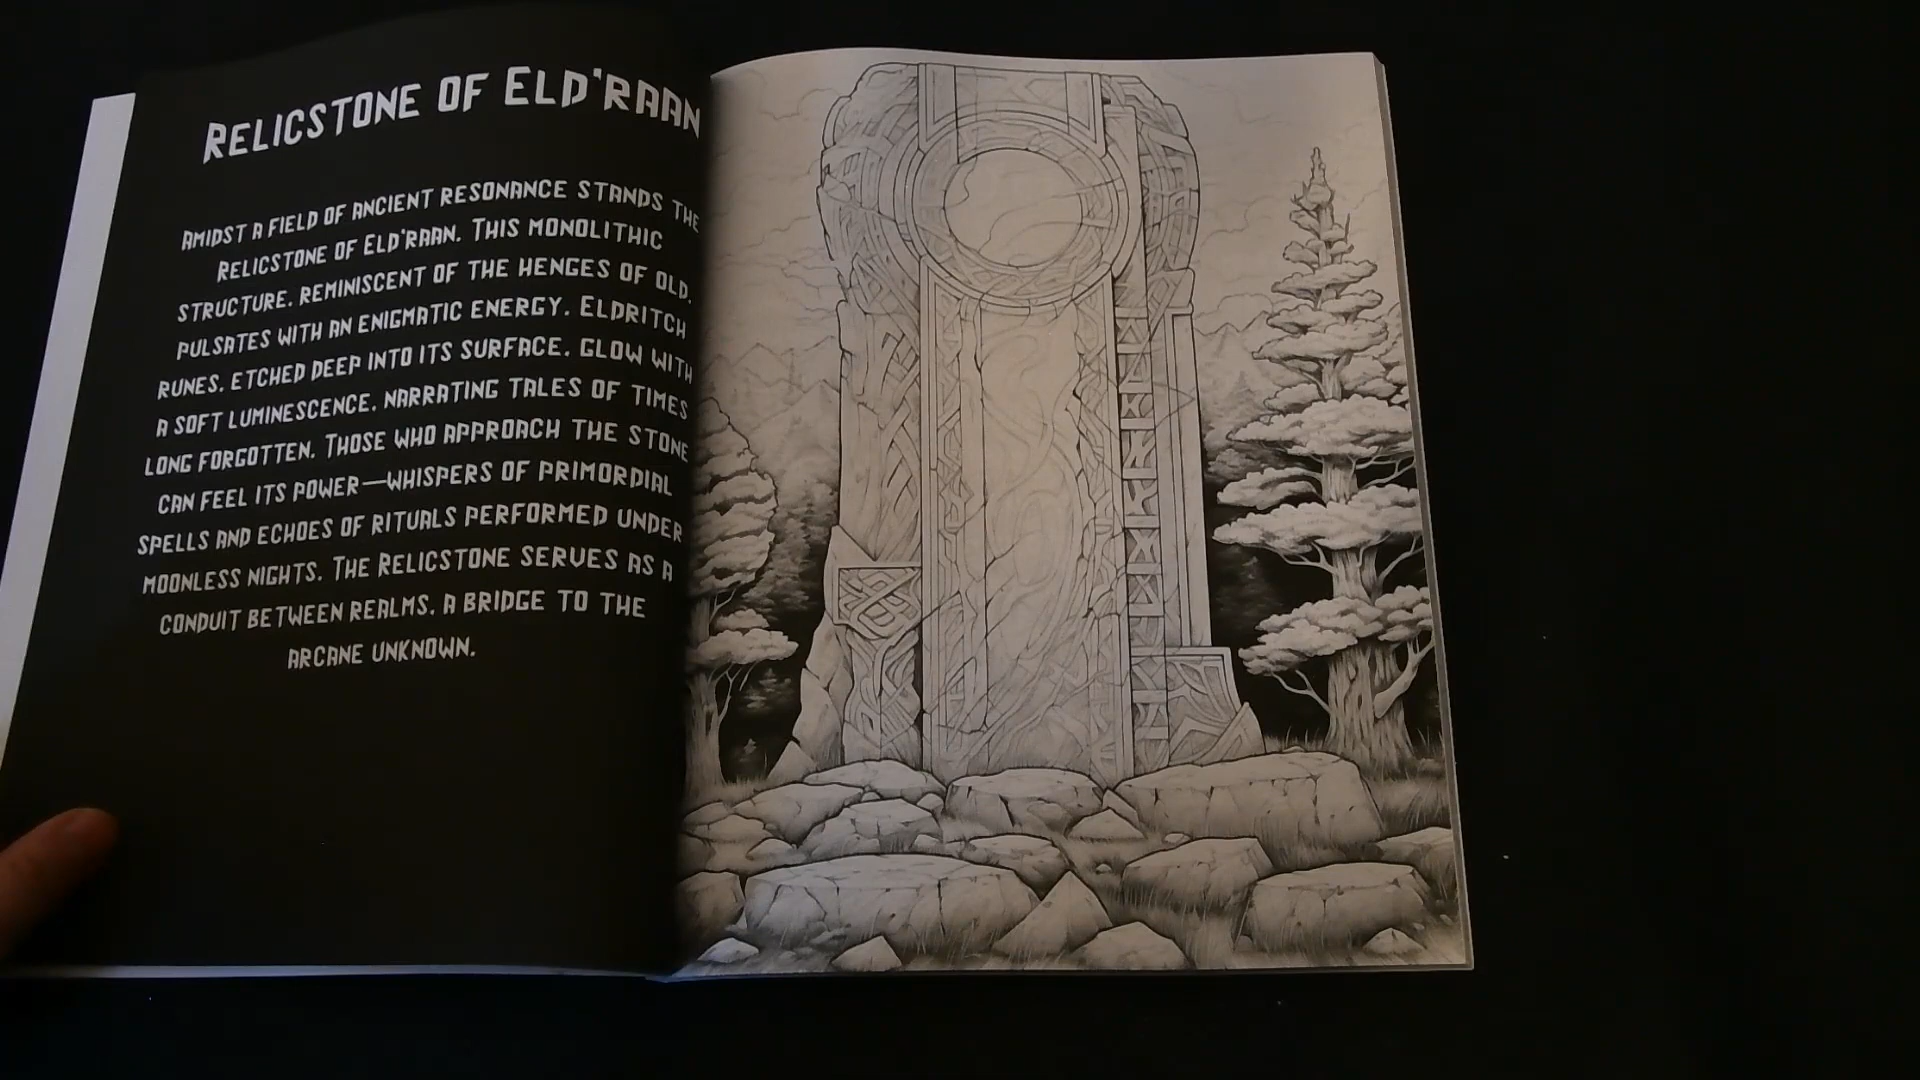 RELICSTONE OF ELD'RAAN
AMIDST A FIELD OF ANCIENT RESONANCE STANDS THE
RELICSTONE OF ELD'RAAN. THIS MONOLITHIC
STRUCTURE, REMINISCENT OF THE HENGES OF OLD,
PULSATES WITH AN ENIGMATIC ENERGY. ELDRITCH
RUNES, ETCHED DEEP INTO ITS SURFACE, GLOW WITH
A SOFT LUMINESCENCE, NARRATING TALES OF TIMES
LONG FORGOTTEN. THOSE WHO APPROACH THE STONE
CAN FEEL ITS POWER—WHISPERS OF PRIMORDIAL
SPELLS AND ECHOES OF RITUALS PERFORMED UNDER
MOONLESS NIGHTS. THE RELICSTONE SERVES AS A
CONDUIT BETWEEN REALMS, A BRIDGE TO THE
ARCANE UNKNOWN.